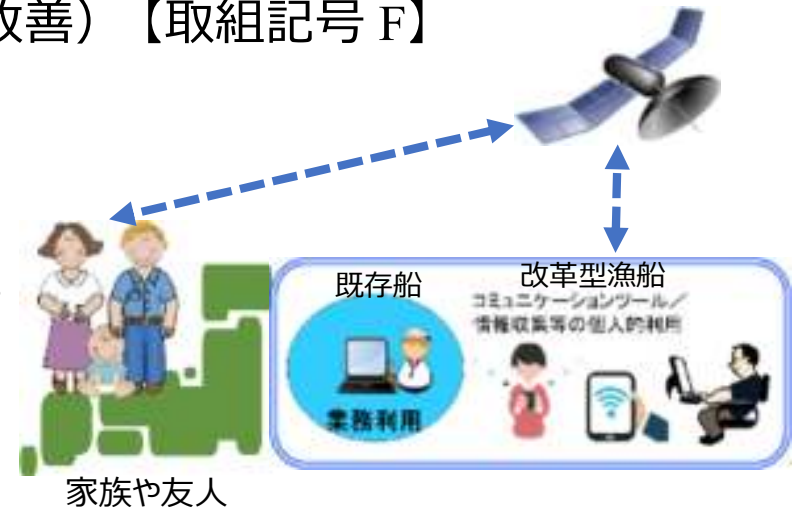 改善）【取組記号 F】
既存船
改革型漁船
コミュニケーションツール／
情報収集等の個人的利用
業務利用
家族や友人